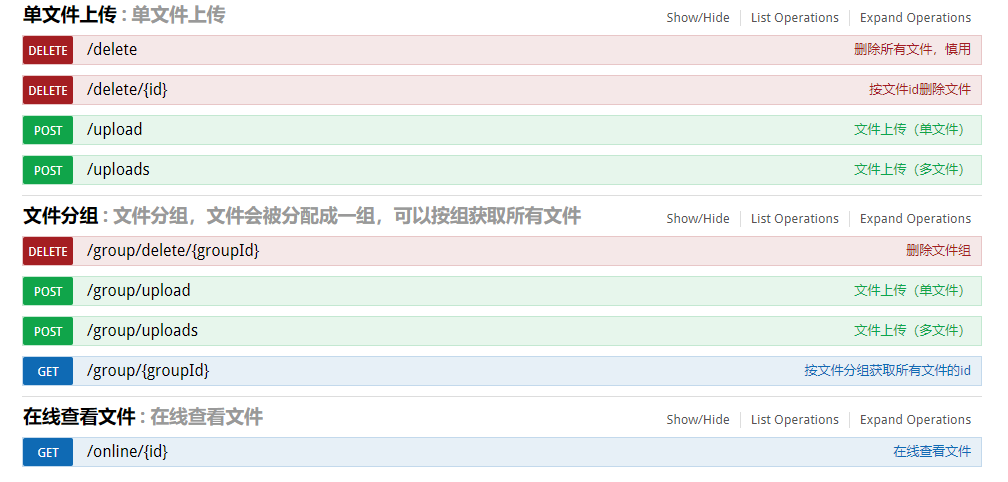 单文件上传 : 单文件上传 Show/Hide List Operations Expand Operations
DELETE /delete 删除所有文件，慎用
DELETE /delete/{id} 按文件id删除文件
POST /upload 文件上传（单文件）
POST /uploads 文件上传（多文件）
文件分组 : 文件分组，文件会被分配成一组，可以按组获取所有文件 Show/Hide List Operations Expand Operations
DELETE /group/delete/{groupId} 删除文件组
POST /group/upload 文件上传（单文件）
POST /group/uploads 文件上传（多文件）
GET /group/{groupId} 按文件分组获取所有文件的id
在线查看文件 : 在线查看文件 Show/Hide List Operations Expand Operations
GET /online/{id} 在线查看文件